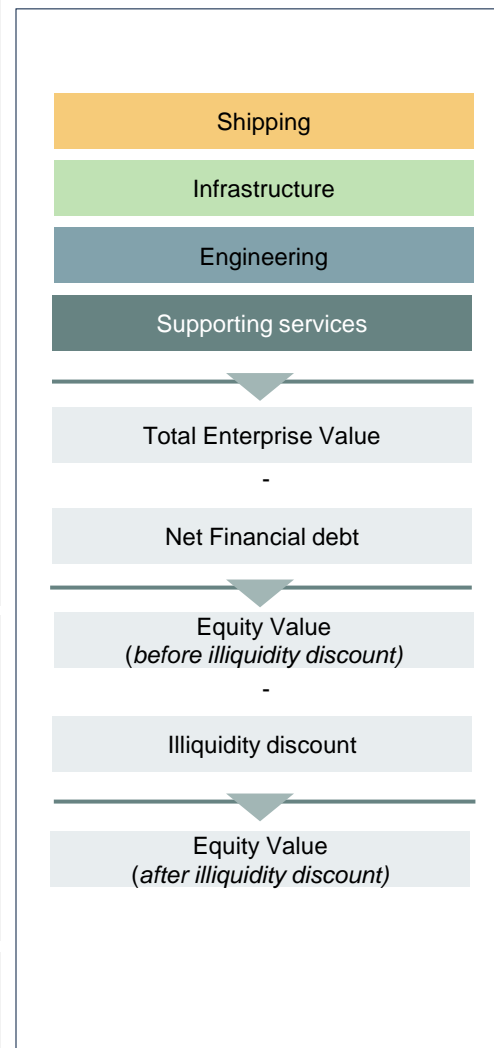 Shipping
Infrastructure
Engineering
Supporting services
Total Enterprise Value
-
Net Financial debt
Equity Value
(before illiquidity discount)
-
Illiquidity discount
Equity Value
(after illiquidity discount)